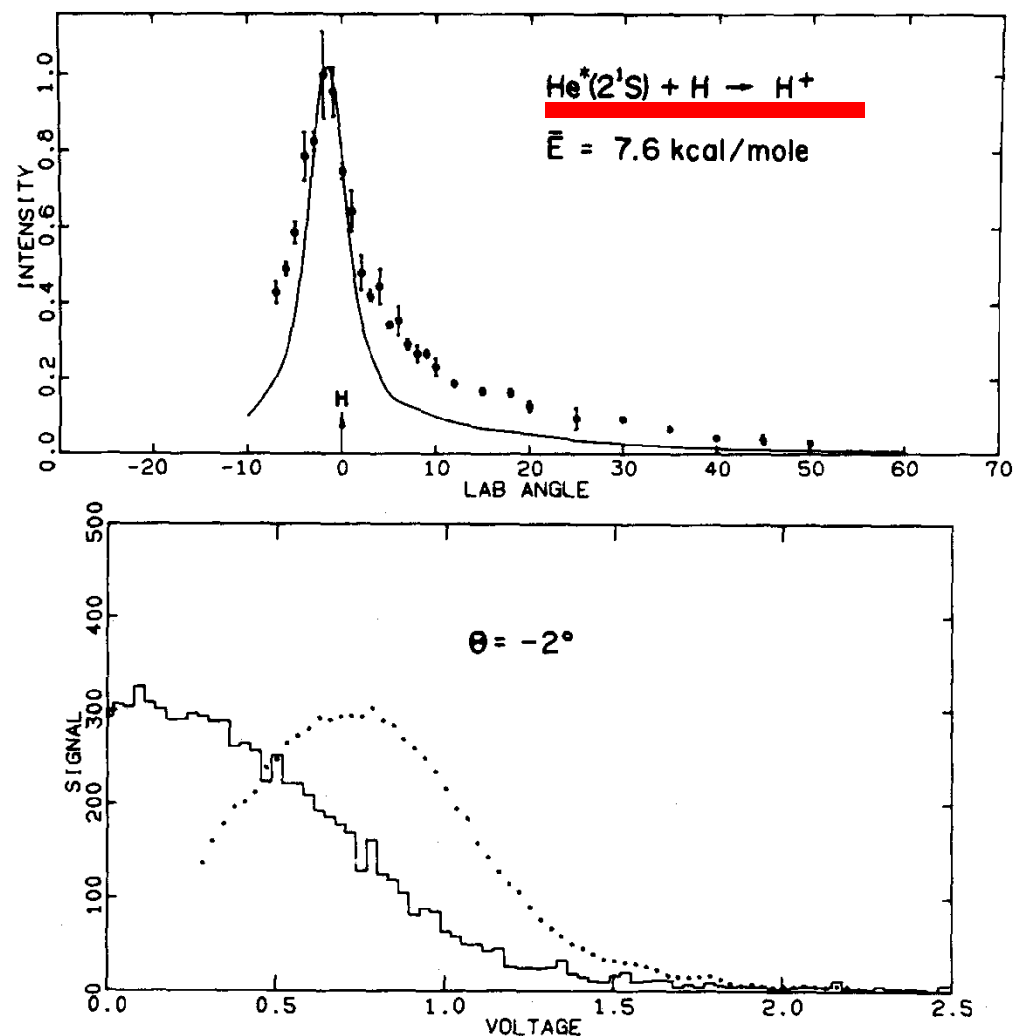 He*(2¹S) + H → H⁺
Ē = 7.6 kcal/mole
INTENSITY
1.0
0.8
0.6
0.4
0.2
0.0
H
-20 -10 0 10 20 30 40 50 60 70
LAB ANGLE
Θ = -2°
SIGNAL
500
400
300
200
100
0
0.0 0.5 1.0 1.5 2.0 2.5
VOLTAGE